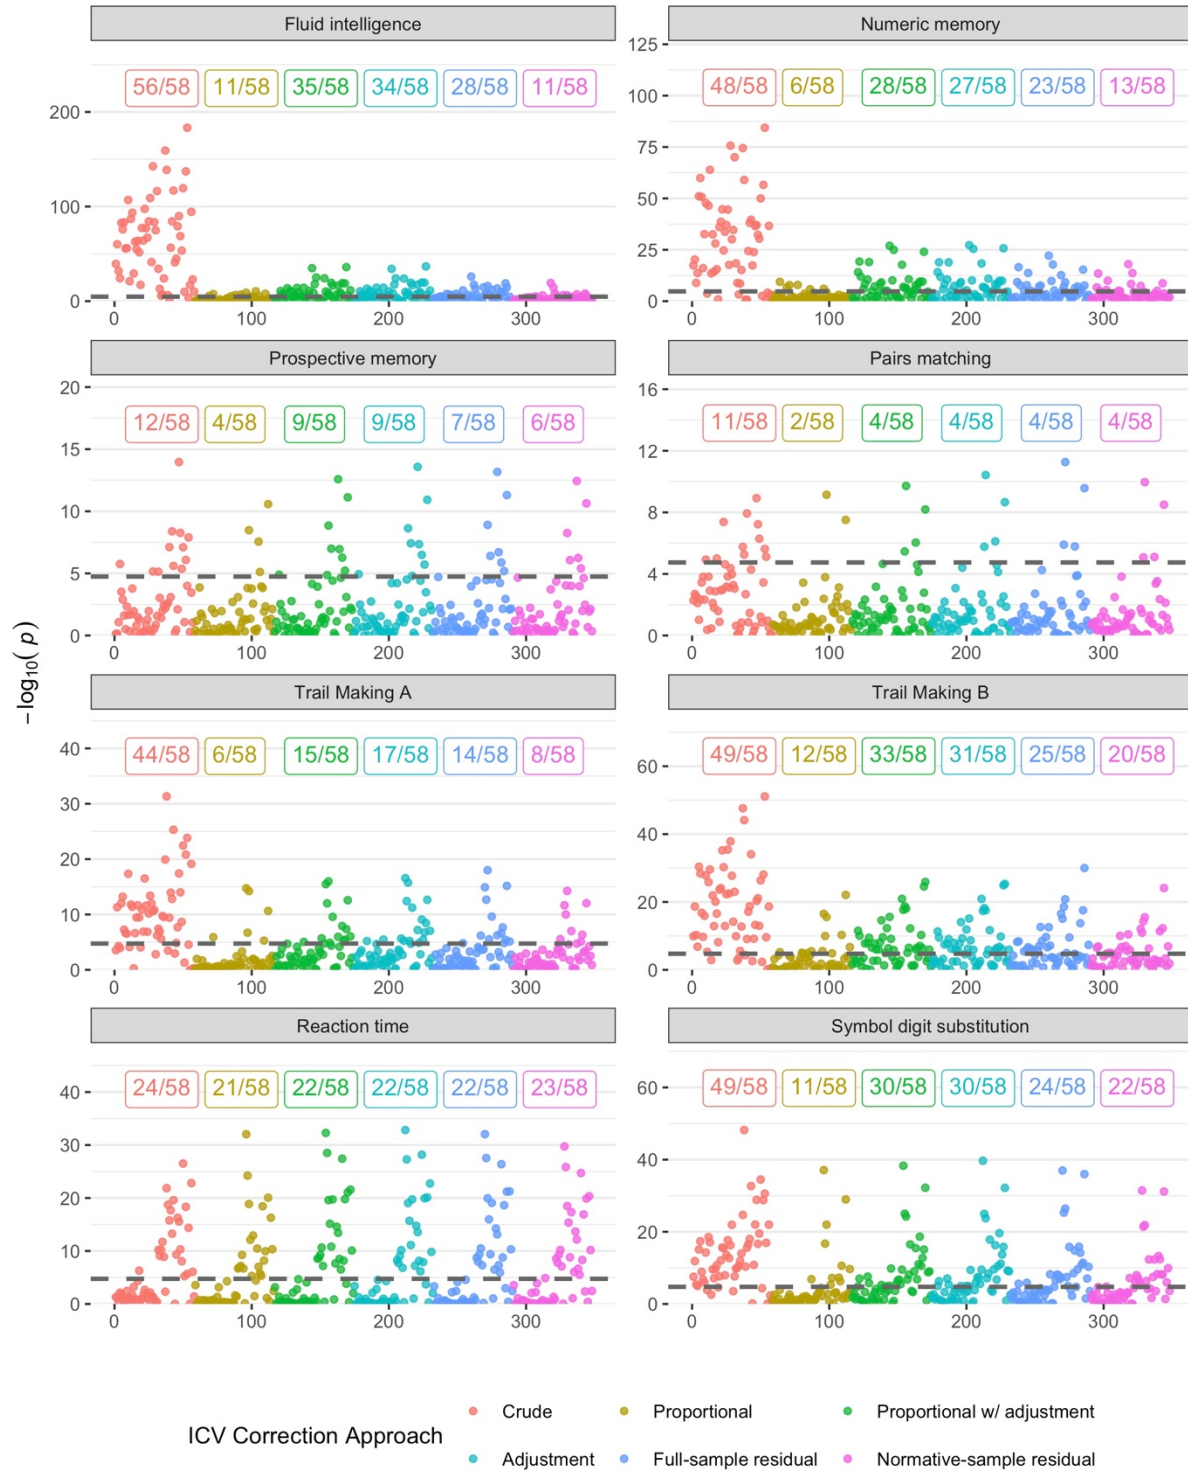 Fluid intelligence
Numeric memory
200
100
0
56/58 11/58 35/58 34/58 28/58 11/58
0 100 200 300
125
100
75
50
25
0
48/58 6/58 28/58 27/58 23/58 13/58
0 100 200 300
Prospective memory
Pairs matching
20
15
10
5
0
12/58 4/58 9/58 9/58 7/58 6/58
0 100 200 300
16
12
8
4
0
11/58 2/58 4/58 4/58 4/58 4/58
0 100 200 300
−log10( p)
Trail Making A
Trail Making B
40
30
20
10
0
44/58 6/58 15/58 17/58 14/58 8/58
0 100 200 300
60
40
20
0
49/58 12/58 33/58 31/58 25/58 20/58
0 100 200 300
Reaction time
Symbol digit substitution
40
30
20
10
0
24/58 21/58 22/58 22/58 22/58 23/58
0 100 200 300
60
40
20
0
49/58 11/58 30/58 30/58 24/58 22/58
0 100 200 300
ICV Correction Approach
Crude Proportional Proportional w/ adjustment
Adjustment Full-sample residual Normative-sample residual